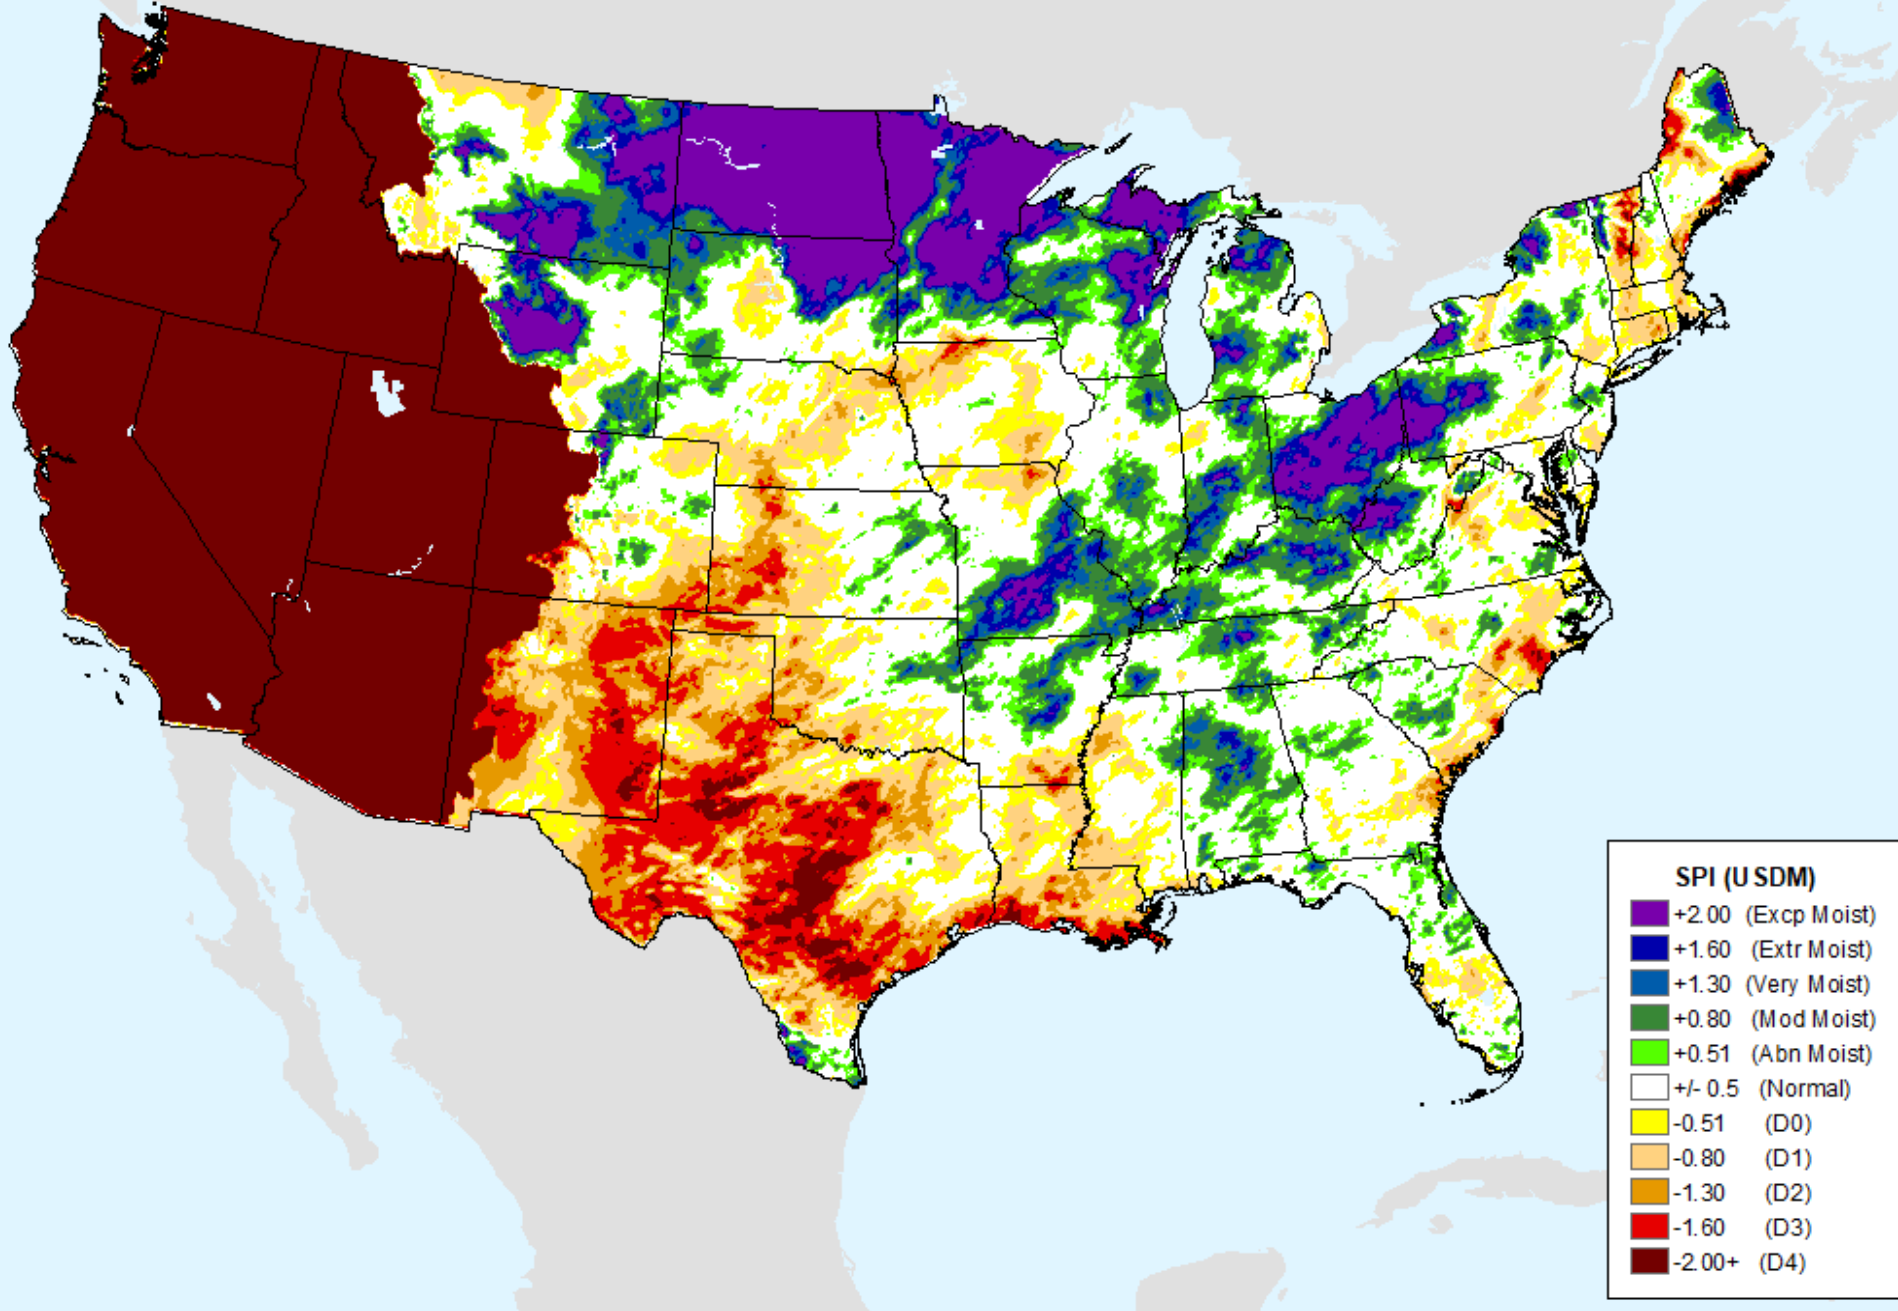 SPI (USDM)
+2.00 (Excp Moist)
+1.60 (Extr Moist)
+1.30 (Very Moist)
+0.80 (Mod Moist)
+0.51 (Abn Moist)
+/- 0.5 (Normal)
-0.51 (D0)
-0.80 (D1)
-1.30 (D2)
-1.60 (D3)
-2.00+ (D4)